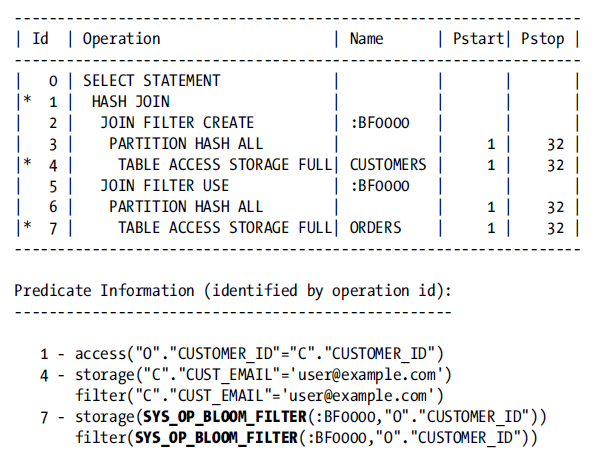 ---------------------------------------------------------------------
| Id  | Operation                    | Name      | Pstart| Pstop |
---------------------------------------------------------------------
|   0 | SELECT STATEMENT             |           |       |       |
|*  1 |  HASH JOIN                   |           |       |       |
|   2 |   JOIN FILTER CREATE         | :BF0000   |       |       |
|   3 |    PARTITION HASH ALL        |           |     1 |    32 |
|*  4 |     TABLE ACCESS STORAGE FULL| CUSTOMERS |     1 |    32 |
|   5 |   JOIN FILTER USE            | :BF0000   |       |       |
|   6 |    PARTITION HASH ALL        |           |     1 |    32 |
|*  7 |     TABLE ACCESS STORAGE FULL| ORDERS    |     1 |    32 |
---------------------------------------------------------------------
Predicate Information (identified by operation id):
---------------------------------------------------
1 - access("O"."CUSTOMER_ID"="C"."CUSTOMER_ID")
4 - storage("C"."CUST_EMAIL"='user@example.com')
filter("C"."CUST_EMAIL"='user@example.com')
7 - storage(SYS_OP_BLOOM_FILTER(:BF0000,"O"."CUSTOMER_ID"))
filter(SYS_OP_BLOOM_FILTER(:BF0000,"O"."CUSTOMER_ID"))